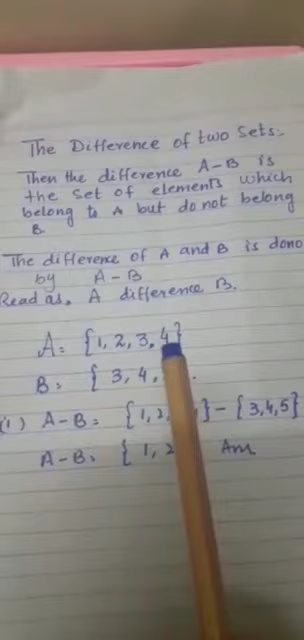 The Difference of two Sets:-
Then the difference A-B is
the set of elements which
belong to A but do not belong
B.
The difference of A and B is deno
by A-B
Read as, A difference B.
A= {1, 2, 3, 4}
B= { 3, 4,
(1) A-B= {1, 2, } - {3,4,5}
A-B= { 1, 2 Ans